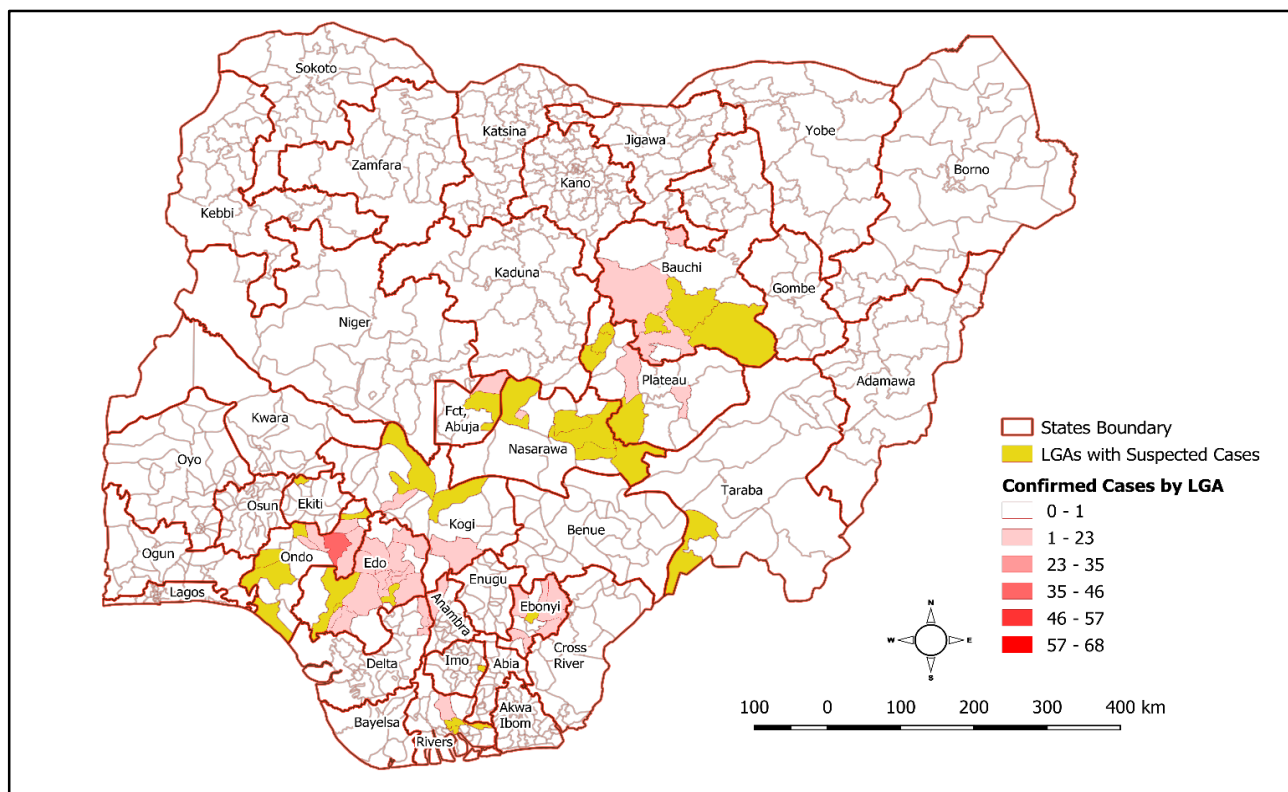 Sokoto
Katsina
Jigawa
Yobe
Zamfara
Kano
Borno
Kebbi
Bauchi
Kaduna
Gombe
Niger
Plateau
Adamawa
Kwara
Fct,
Abuja
Nasarawa
Oyo
Taraba
Osun
Ekiti
Kogi
Benue
Ogun
Ondo
Edo
Enugu
Lagos
Anambra
Ebonyi
Cross
River
Delta
Imo
Abia
Bayelsa
Akwa
Ibom
Rivers
States Boundary
LGAs with Suspected Cases
Confirmed Cases by LGA
0 - 1
1 - 23
23 - 35
35 - 46
46 - 57
57 - 68
N
W
E
S
100 0 100 200 300 400 km